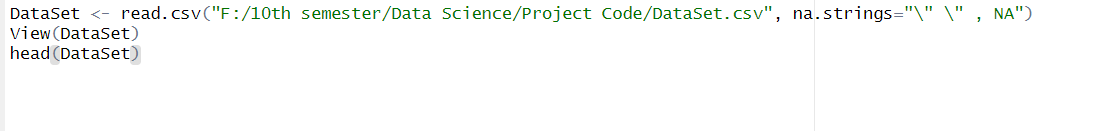 DataSet <- read.csv("F:/10th semester/Data Science/Project Code/DataSet.csv", na.strings="\" \" , NA")
View(DataSet)
head(DataSet)